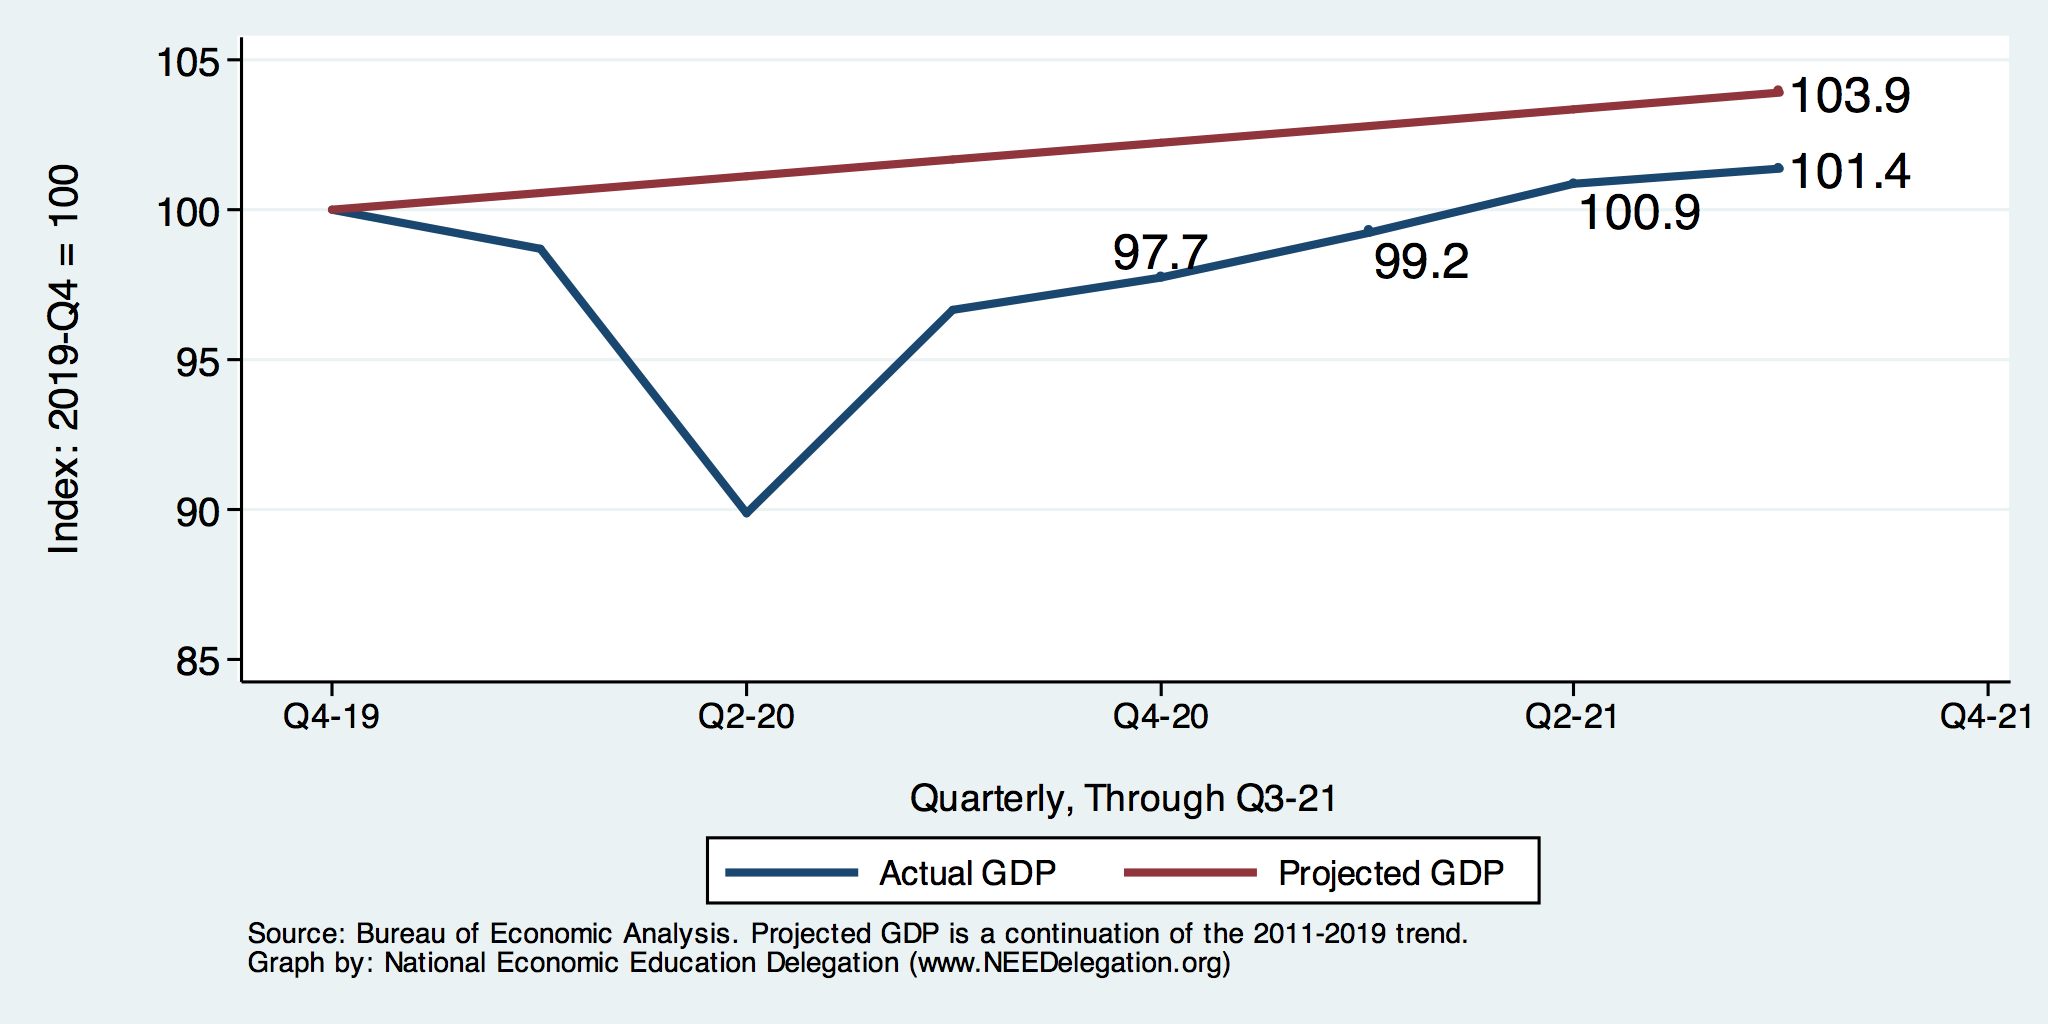 105
100
95
90
85
Index: 2019-Q4 = 100
103.9
101.4
100.9
99.2
97.7
Q4-19 Q2-20 Q4-20 Q2-21 Q4-21
Quarterly, Through Q3-21
Actual GDP Projected GDP
Source: Bureau of Economic Analysis. Projected GDP is a continuation of the 2011-2019 trend.
Graph by: National Economic Education Delegation (www.NEEDelegation.org)